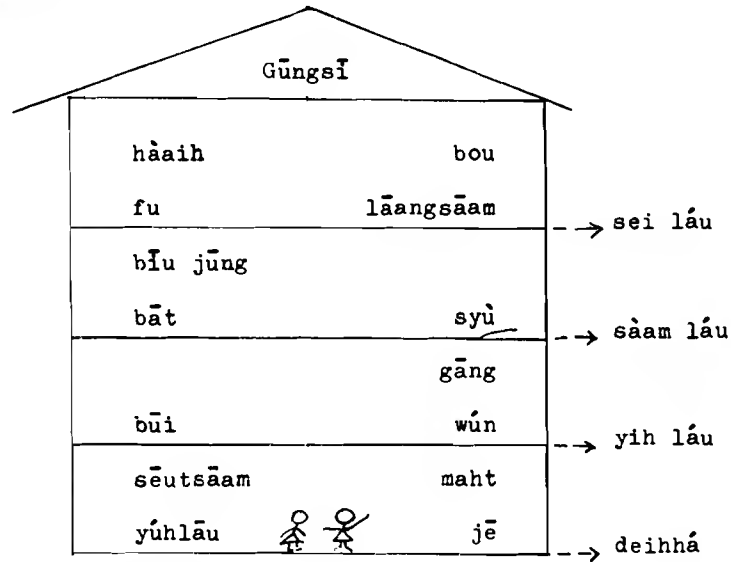 Gūngsī
hàaih bou
fu lāangsāam
sei láu
bīu jūng
bāt syù
sàam láu
gāng
būi wún
yih láu
sēutsāam maht
yúhlāu jē
deihhá